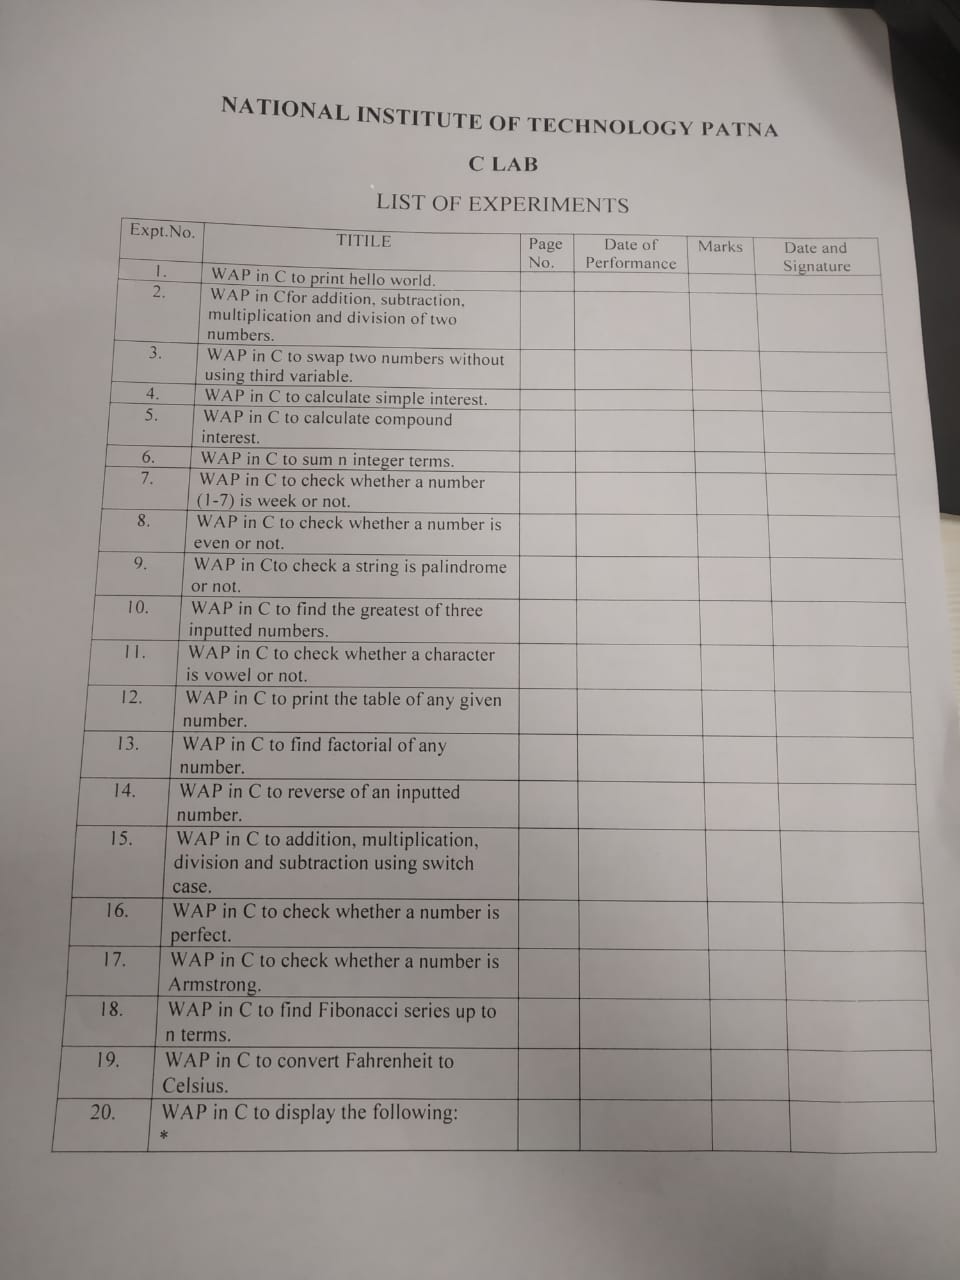 NATIONAL INSTITUTE OF TECHNOLOGY PATNA
C LAB
LIST OF EXPERIMENTS
Expt.No. TITILE Page No. Date of Performance Marks Date and Signature
1. WAP in C to print hello world.
2. WAP in Cfor addition, subtraction,
multiplication and division of two
numbers.
3. WAP in C to swap two numbers without
using third variable.
4. WAP in C to calculate simple interest.
5. WAP in C to calculate compound
interest.
6. WAP in C to sum n integer terms.
7. WAP in C to check whether a number
(1-7) is week or not.
8. WAP in C to check whether a number is
even or not.
9. WAP in Cto check a string is palindrome
or not.
10. WAP in C to find the greatest of three
inputted numbers.
11. WAP in C to check whether a character
is vowel or not.
12. WAP in C to print the table of any given
number.
13. WAP in C to find factorial of any
number.
14. WAP in C to reverse of an inputted
number.
15. WAP in C to addition, multiplication,
division and subtraction using switch
case.
16. WAP in C to check whether a number is
perfect.
17. WAP in C to check whether a number is
Armstrong.
18. WAP in C to find Fibonacci series up to
n terms.
19. WAP in C to convert Fahrenheit to
Celsius.
20. WAP in C to display the following:
*